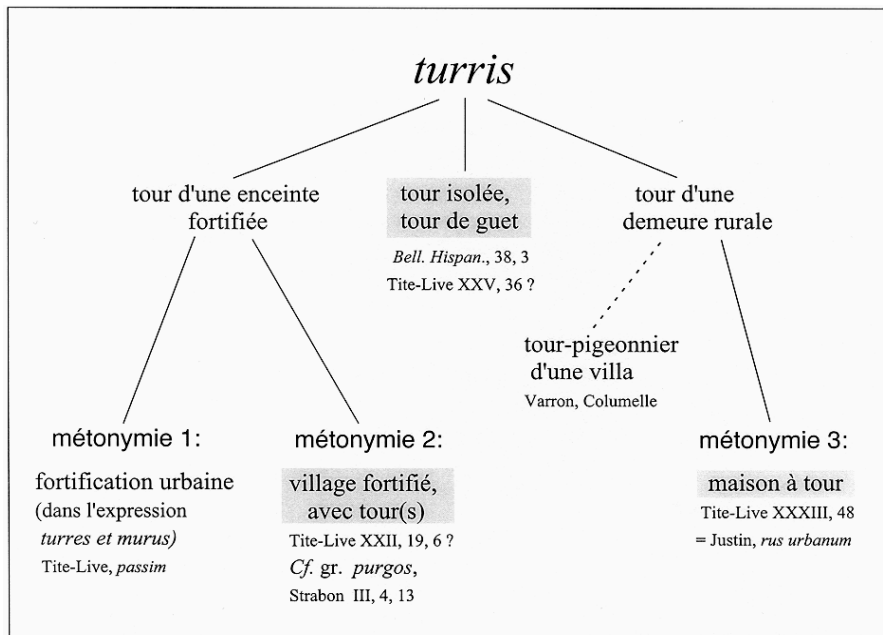 turris
tour d'une enceinte
fortifiée
tour isolée,
tour de guet
Bell. Hispan., 38, 3
Tite-Live XXV, 36 ?
tour d'une
demeure rurale
tour-pigeonnier
d'une villa
Varron, Columelle
métonymie 1:
fortification urbaine
(dans l'expression
turres et murus)
Tite-Live, passim
métonymie 2:
village fortifié,
avec tour(s)
Tite-Live XXII, 19, 6 ?
Cf. gr. purgos,
Strabon III, 4, 13
métonymie 3:
maison à tour
Tite-Live XXXIII, 48
= Justin, rus urbanum